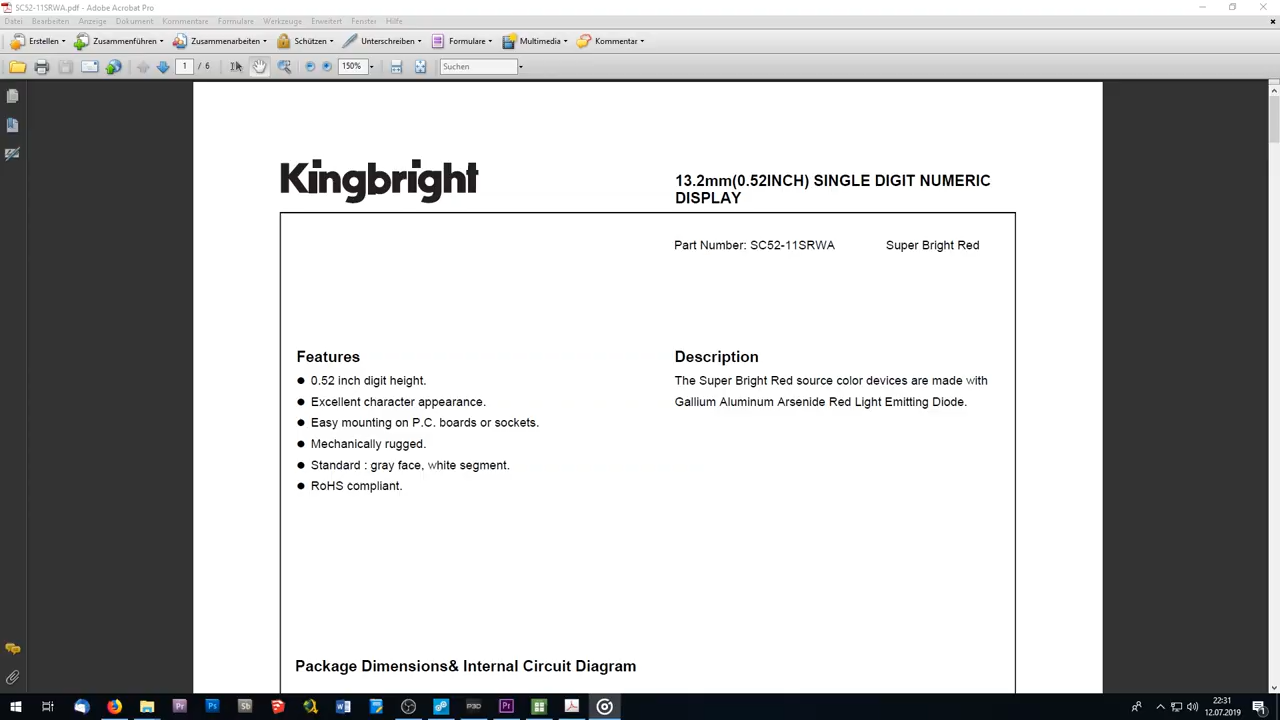 SC52-11SRWA.pdf - Adobe Acrobat Pro
Datei Bearbeiten Anzeige Dokument Kommentare Formulare Werkzeuge Erweitert Fenster Hilfe
Erstellen Zusammenführen Zusammenarbeiten Schützen Unterschreiben Formulare Multimedia Kommentar
1 / 6 150% Suchen
Kingbright
13.2mm(0.52INCH) SINGLE DIGIT NUMERIC
DISPLAY
Part Number: SC52-11SRWA Super Bright Red
Features
● 0.52 inch digit height.
● Excellent character appearance.
● Easy mounting on P.C. boards or sockets.
● Mechanically rugged.
● Standard : gray face, white segment.
● RoHS compliant.
Description
The Super Bright Red source color devices are made with
Gallium Aluminum Arsenide Red Light Emitting Diode.
Package Dimensions& Internal Circuit Diagram
22:31
12.07.2019